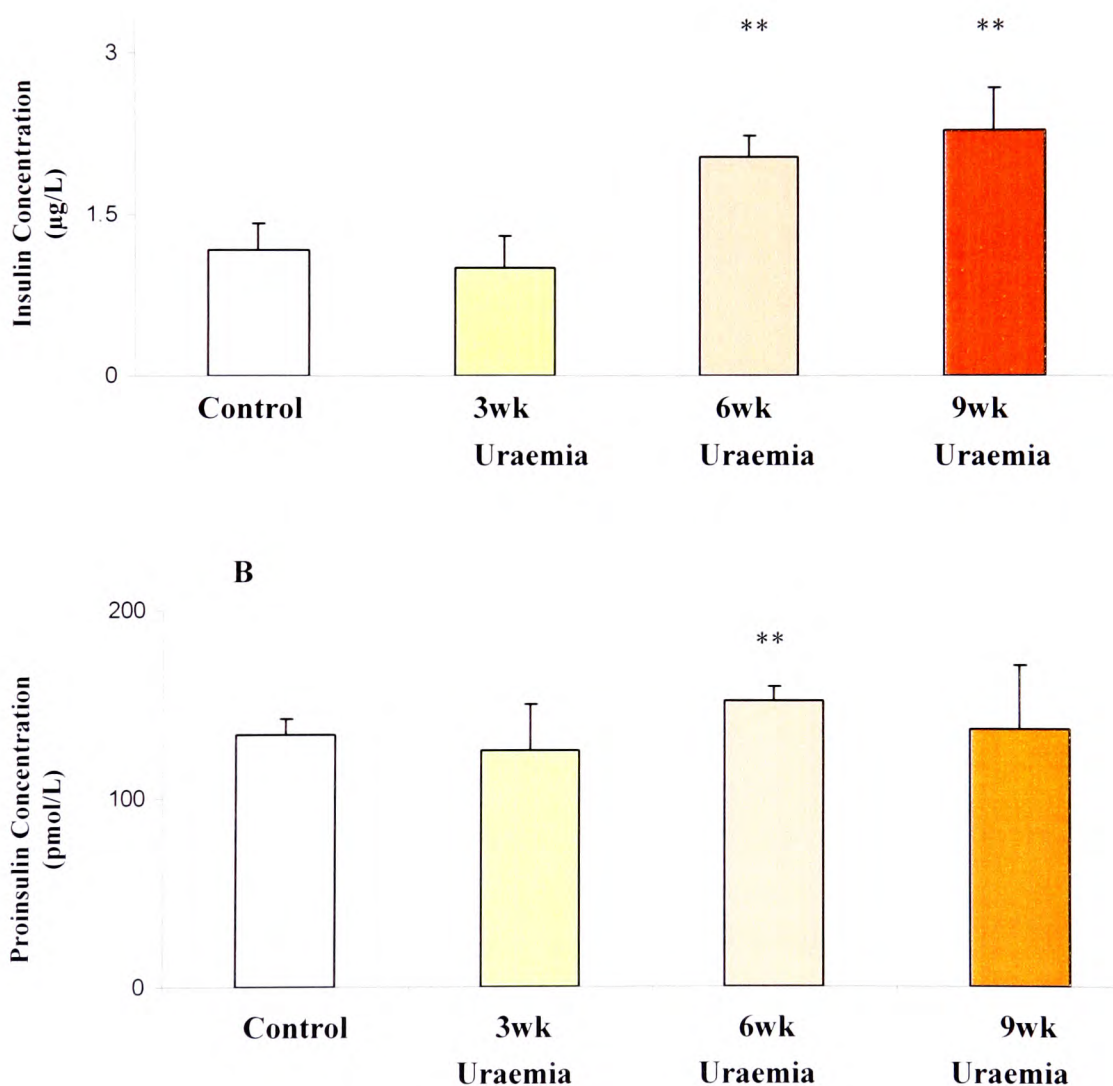 Insulin Concentration
(µg/L)
3
1.5
0
**
**
Control
3wk
Uraemia
6wk
Uraemia
9wk
Uraemia
B
Proinsulin Concentration
(pmol/L)
200
100
0
**
Control
3wk
Uraemia
6wk
Uraemia
9wk
Uraemia